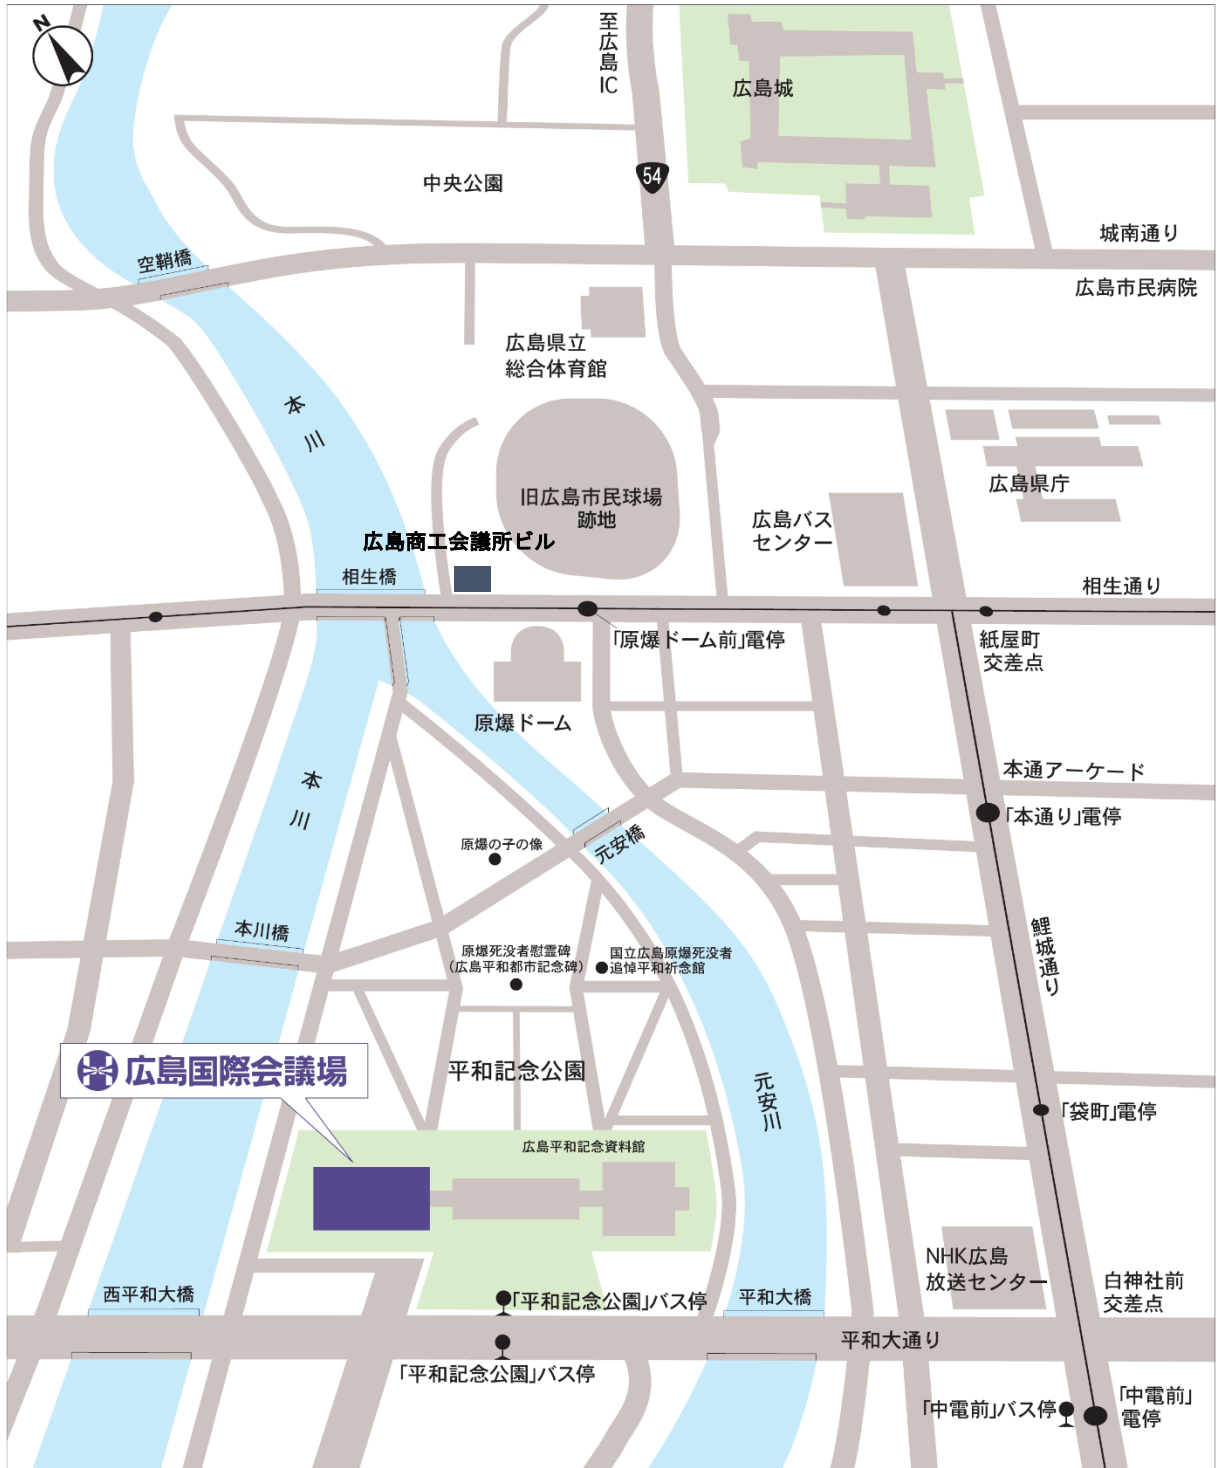 N
至広島IC
広島城
54
中央公園
城南通り
空鞘橋
広島市民病院
広島県立
総合体育館
本川
広島県庁
旧広島市民球場
跡地
広島バス
センター
広島商工会議所ビル
相生橋
相生通り
「原爆ドーム前」電停
紙屋町
交差点
原爆ドーム
本通アーケード
本川
「本通り」電停
元安橋
原爆の子の像
本川橋
鯉城通り
原爆死没者慰霊碑
(広島平和都市記念碑)
国立広島原爆死没者
追悼平和祈念館
広島国際会議場
平和記念公園
元安川
「袋町」電停
広島平和記念資料館
NHK広島
放送センター
白神社前
交差点
西平和大橋
「平和記念公園」バス停
平和大橋
平和大通り
「平和記念公園」バス停
「中電前」バス停
「中電前」
電停